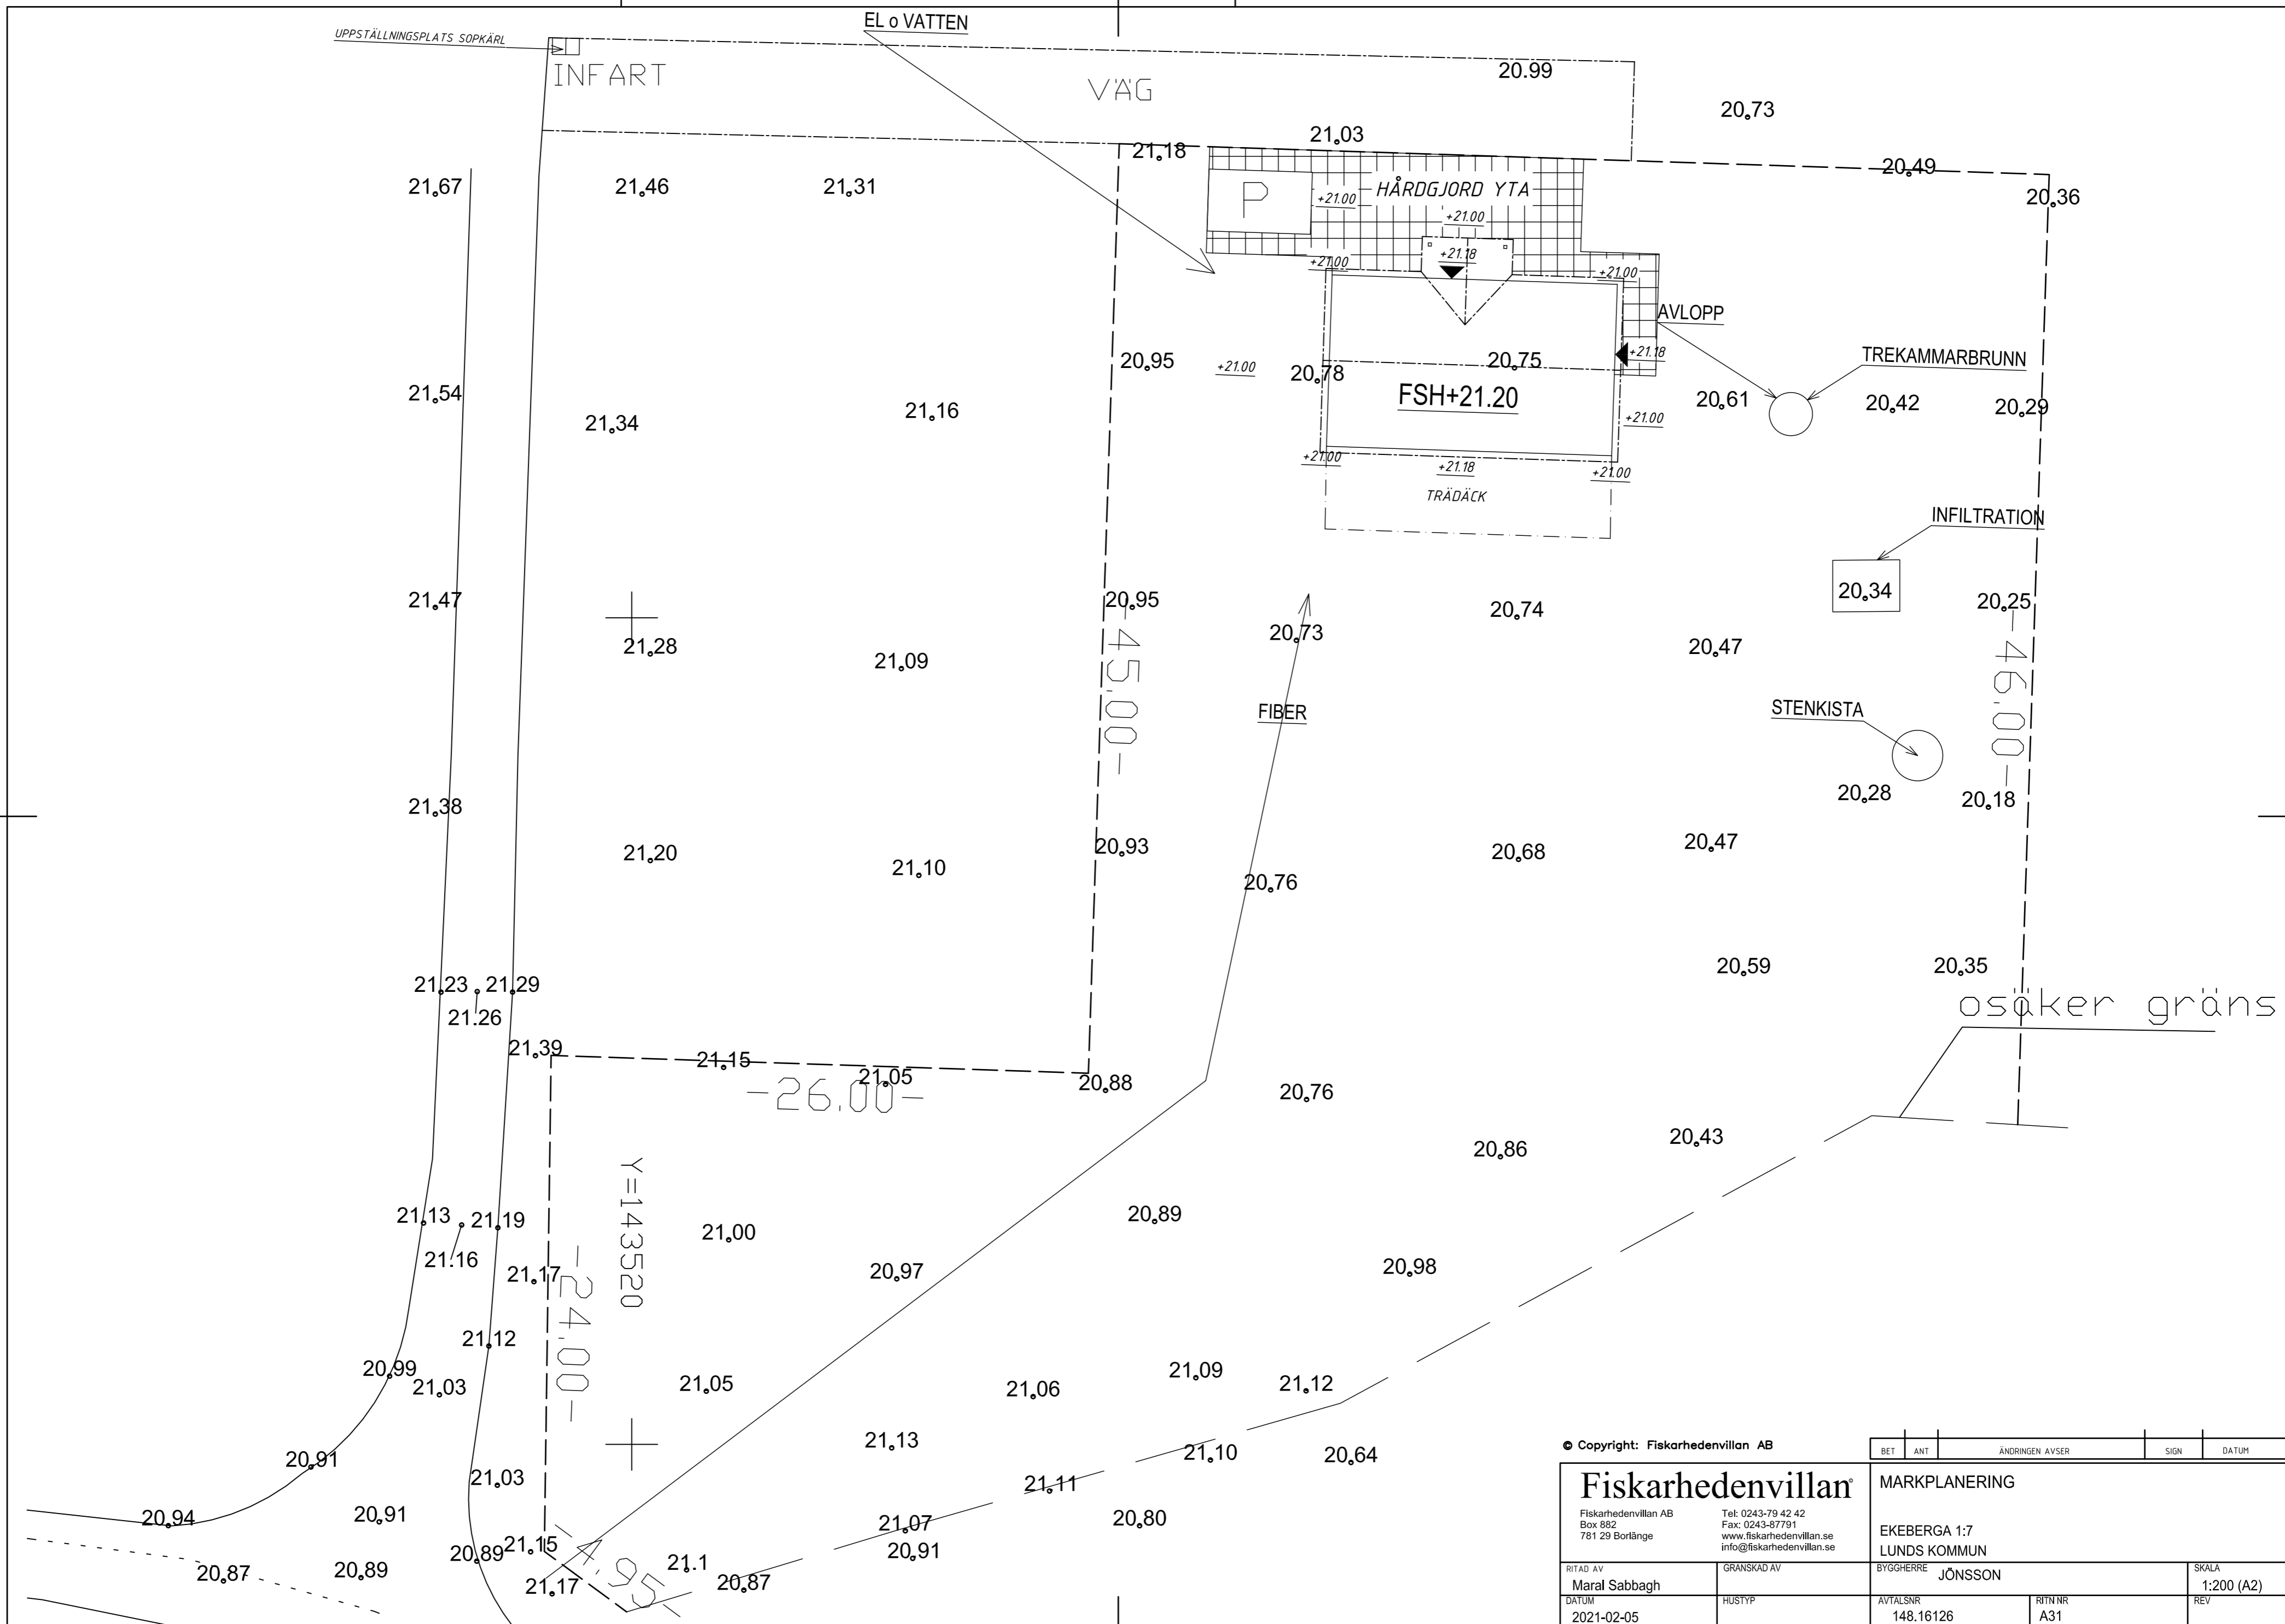 EL o VATTEN
UPPSTÄLLNINGSPLATS SOPKÄRL
INFART
VÄG
20.99
20.73
21.03
21.18
20.49
20.36
21.67
21.46
21.31
P
HÅRDGJORD YTA
+21.00
+21.00
+21.18
+21.00
+21.00
AVLOPP
TREKAMMARBRUNN
20.95
+21.00
20.78
20.75
+21.18
FSH+21.20
21.54
21.34
21.16
20.61
20.42
20.29
+21.00
+21.00
+21.18
+21.00
TRÄDÄCK
INFILTRATION
21.47
20.95
20.74
20.34
20.25
21.28
21.09
20.73
20.47
-45.00-
-46.00-
FIBER
STENKISTA
21.38
20.28
20.18
21.20
21.10
20.93
20.76
20.68
20.47
21.23
21.29
21.26
20.59
20.35
osäker gräns
21.39
21.15
21.05
-26.00-
20.88
20.76
20.86
20.43
Y=143520
21.13
21.19
21.16
21.17
-24.00-
21.00
20.97
20.89
20.98
21.12
20.99
21.03
21.05
21.06
21.09
21.12
21.13
21.10
20.64
20.91
21.03
21.11
20.94
20.91
21.07
20.80
20.87
20.89
20.89
21.15
20.91
-4.95-
21.17
21.1
20.87
© Copyright: Fiskarhedenvillan AB
BET ANT ÄNDRINGEN AVSER SIGN DATUM
Fiskarhedenvillan®
Fiskarhedenvillan AB
Box 882
781 29 Borlänge
Tel: 0243-79 42 42
Fax: 0243-87791
www.fiskarhedenvillan.se
info@fiskarhedenvillan.se
MARKPLANERING
EKEBERGA 1:7
LUNDS KOMMUN
RITAD AV
Maral Sabbagh
GRANSKAD AV
BYGGHERRE JÖNSSON
SKALA
1:200 (A2)
DATUM
2021-02-05
HUSTYP
AVTALSNR
148.16126
RITN NR
A31
REV